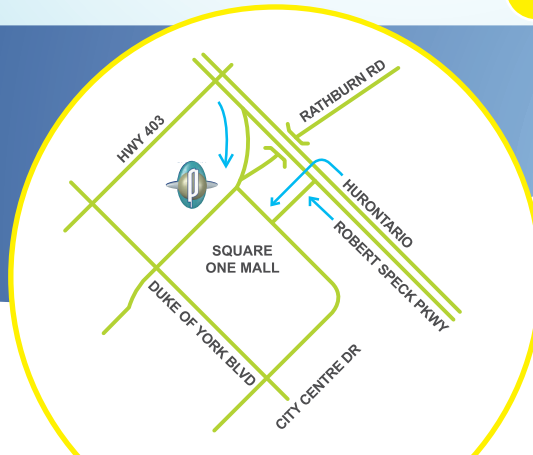 RATHBURN RD
HWY 403
HURONTARIO
ROBERT SPECK PKWY
SQUARE
ONE MALL
DUKE OF YORK BLVD
CITY CENTRE DR